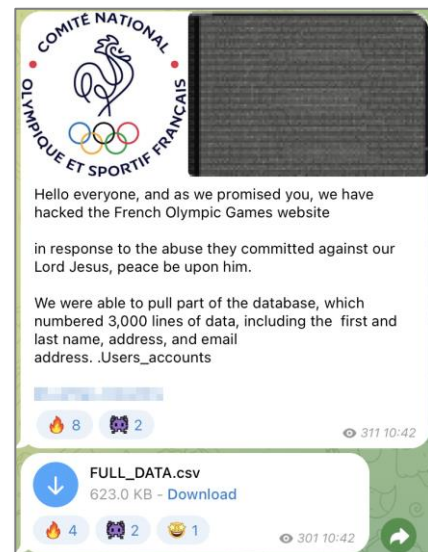 COMITÉ NATIONAL
OLYMPIQUE ET SPORTIF FRANÇAIS
Hello everyone, and as we promised you, we have
hacked the French Olympic Games website
in response to the abuse they committed against our
Lord Jesus, peace be upon him.
We were able to pull part of the database, which
numbered 3,000 lines of data, including the first and
last name, address, and email
address. .Users_accounts
8 2
311 10:42
FULL_DATA.csv
623.0 KB - Download
4 2 1
301 10:42